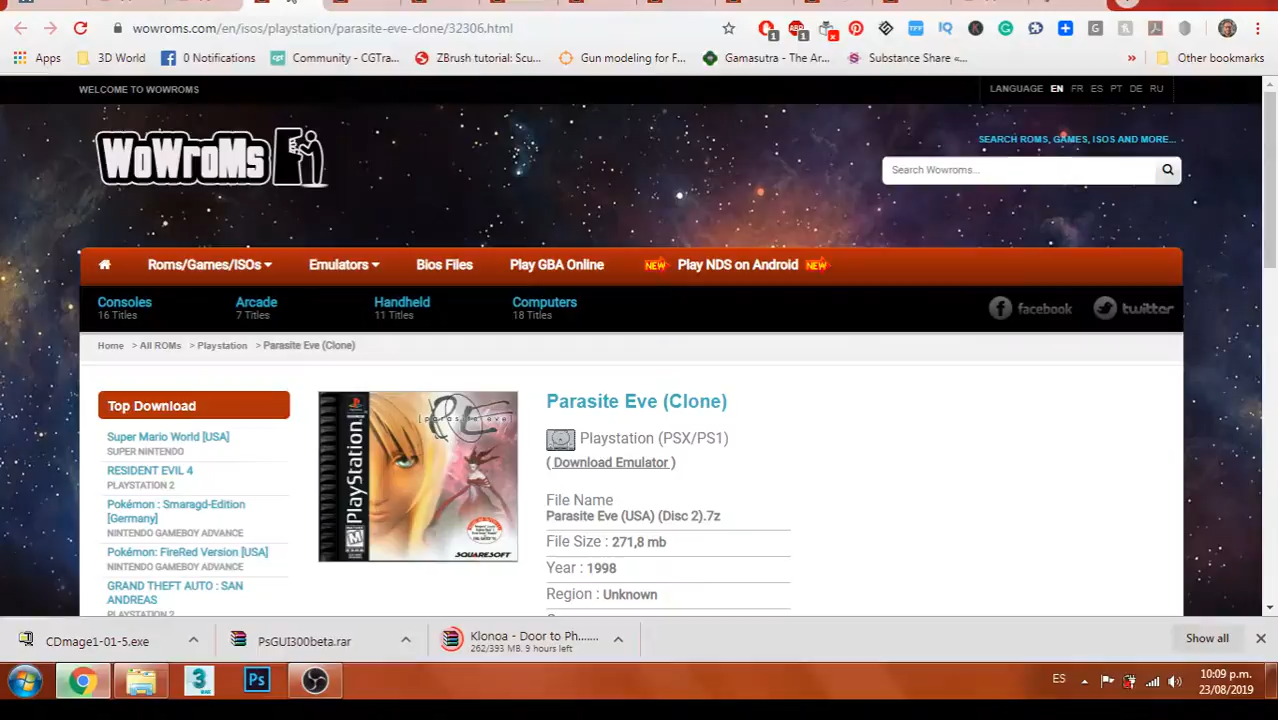 wowroms.com/en/isos/playstation/parasite-eve-clone/32306.html
1
1
Apps
3D World
0 Notifications
Community - CGTra...
ZBrush tutorial: Scu...
Gun modeling for F...
Gamasutra - The Ar...
Substance Share «...
»
Other bookmarks
WELCOME TO WOWROMS
LANGUAGE EN FR ES PT DE RU
WoWroMs
SEARCH ROMS, GAMES, ISOS AND MORE...
Search Wowroms...
Roms/Games/ISOs
Emulators
Bios Files
Play GBA Online
NEW Play NDS on Android NEW
Consoles
16 Titles
Arcade
7 Titles
Handheld
11 Titles
Computers
18 Titles
facebook
twitter
Home > All ROMs > Playstation > Parasite Eve (Clone)
Top Download
Super Mario World [USA]
SUPER NINTENDO
RESIDENT EVIL 4
PLAYSTATION 2
Pokémon : Smaragd-Edition
[Germany]
NINTENDO GAMEBOY ADVANCE
Pokémon: FireRed Version [USA]
NINTENDO GAMEBOY ADVANCE
GRAND THEFT AUTO : SAN
ANDREAS
PLAYSTATION 2
PlayStation
SQUARESOFT
Parasite Eve (Clone)
Playstation (PSX/PS1)
( Download Emulator )
File Name
Parasite Eve (USA) (Disc 2).7z
File Size : 271,8 mb
Year : 1998
Region : Unknown
CDmage1-01-5.exe
PsGUI300beta.rar
Klonoa - Door to Ph......
262/393 MB, 9 hours left
Show all
ES
10:09 p.m.
23/08/2019